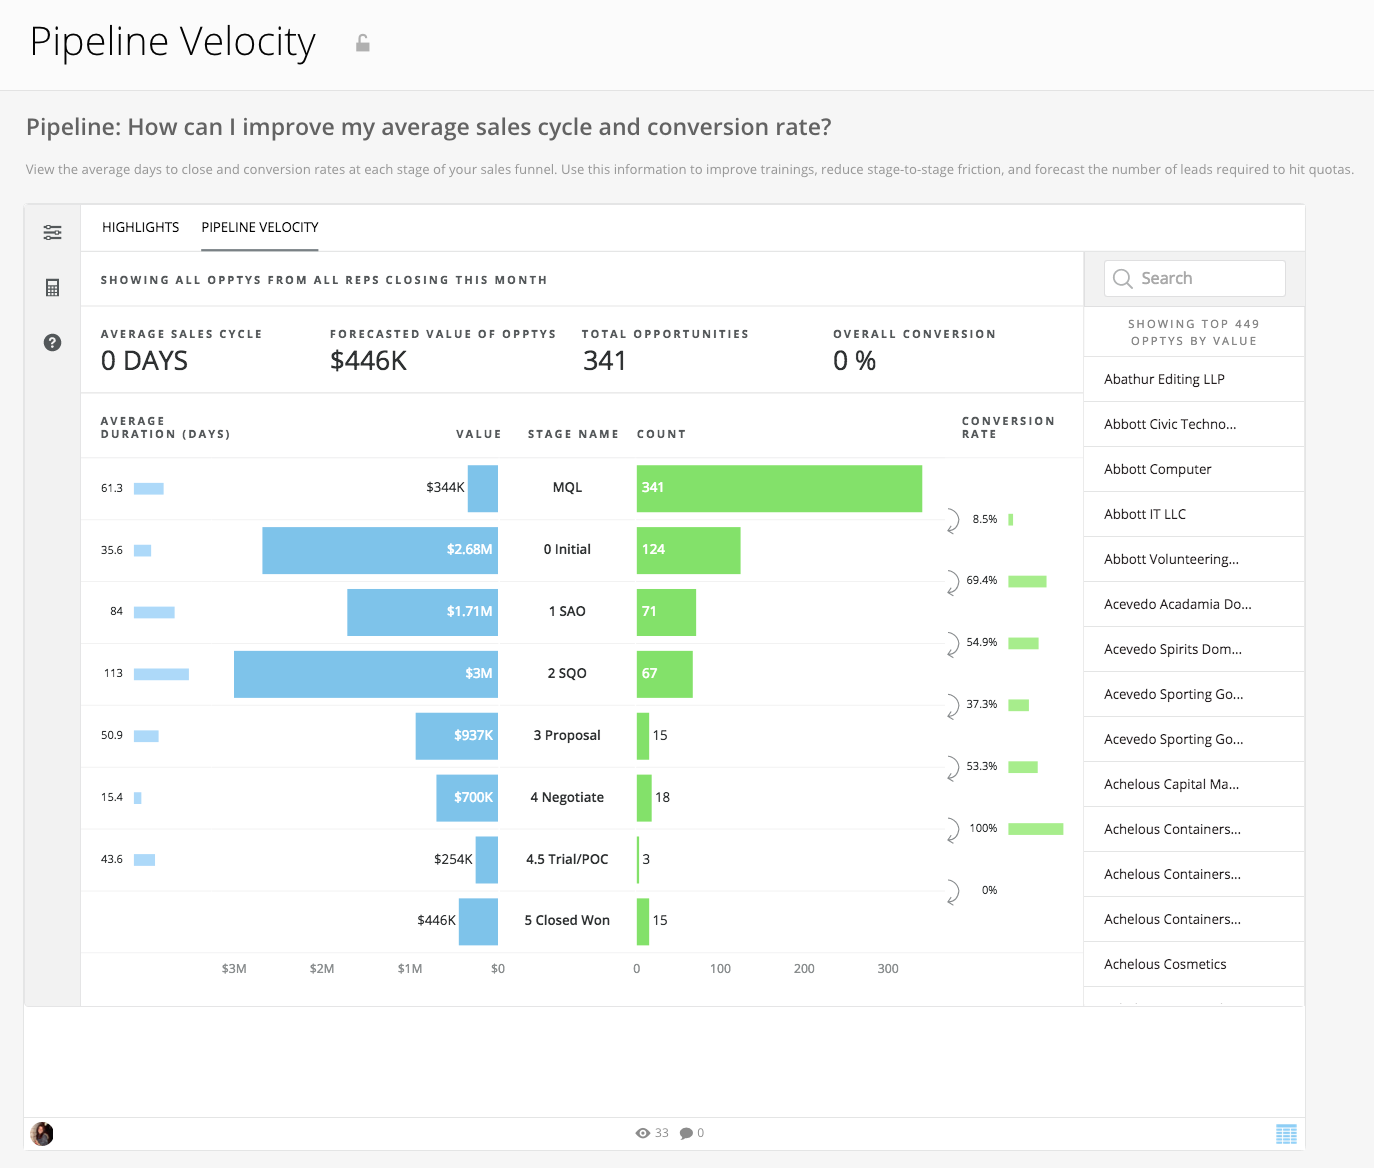 Pipeline Velocity
Pipeline: How can I improve my average sales cycle and conversion rate?
View the average days to close and conversion rates at each stage of your sales funnel. Use this information to improve trainings, reduce stage-to-stage friction, and forecast the number of leads required to hit quotas.
HIGHLIGHTS PIPELINE VELOCITY
SHOWING ALL OPPTYS FROM ALL REPS CLOSING THIS MONTH
AVERAGE SALES CYCLE FORECASTED VALUE OF OPPTYS TOTAL OPPORTUNITIES OVERALL CONVERSION
0 DAYS $446K 341 0 %
AVERAGE
DURATION (DAYS) VALUE STAGE NAME COUNT CONVERSION
RATE
61.3 $344K MQL 341
8.5%
35.6 $2.68M 0 Initial 124
69.4%
84 $1.71M 1 SAO 71
54.9%
113 $3M 2 SQO 67
37.3%
50.9 $937K 3 Proposal 15
53.3%
15.4 $700K 4 Negotiate 18
100%
43.6 $254K 4.5 Trial/POC 3
0%
$446K 5 Closed Won 15
$3M $2M $1M $0 0 100 200 300
Search
SHOWING TOP 449
OPPTYS BY VALUE
Abathur Editing LLP
Abbott Civic Techno...
Abbott Computer
Abbott IT LLC
Abbott Volunteering...
Acevedo Acadamia Do...
Acevedo Spirits Dom...
Acevedo Sporting Go...
Acevedo Sporting Go...
Achelous Capital Ma...
Achelous Containers...
Achelous Containers...
Achelous Containers...
Achelous Cosmetics
33 0